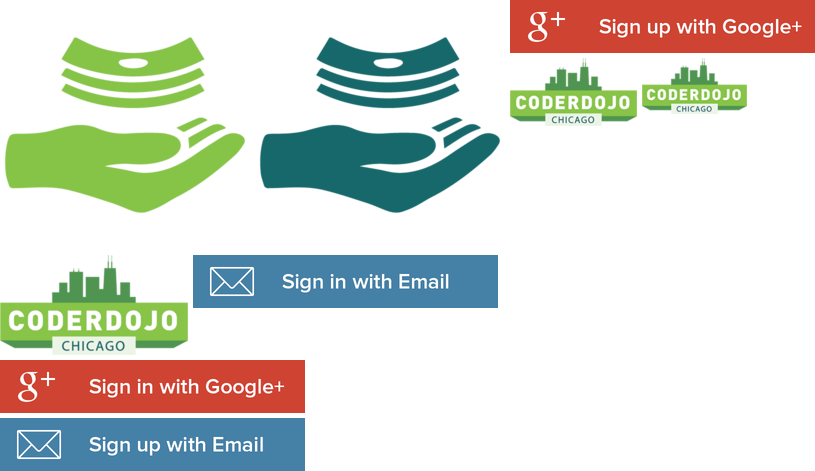 g+ Sign up with Google+
CODERDOJO
CHICAGO
CODERDOJO
CHICAGO
CODERDOJO
CHICAGO
Sign in with Email
g+ Sign in with Google+
Sign up with Email